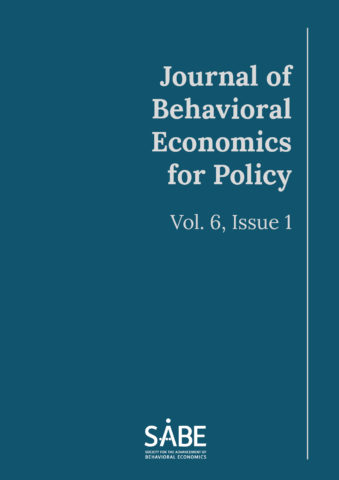 Journal of
Behavioral
Economics
for Policy
Vol. 6, Issue 1
SABE
SOCIETY FOR THE ADVANCEMENT OF
BEHAVIORAL ECONOMICS